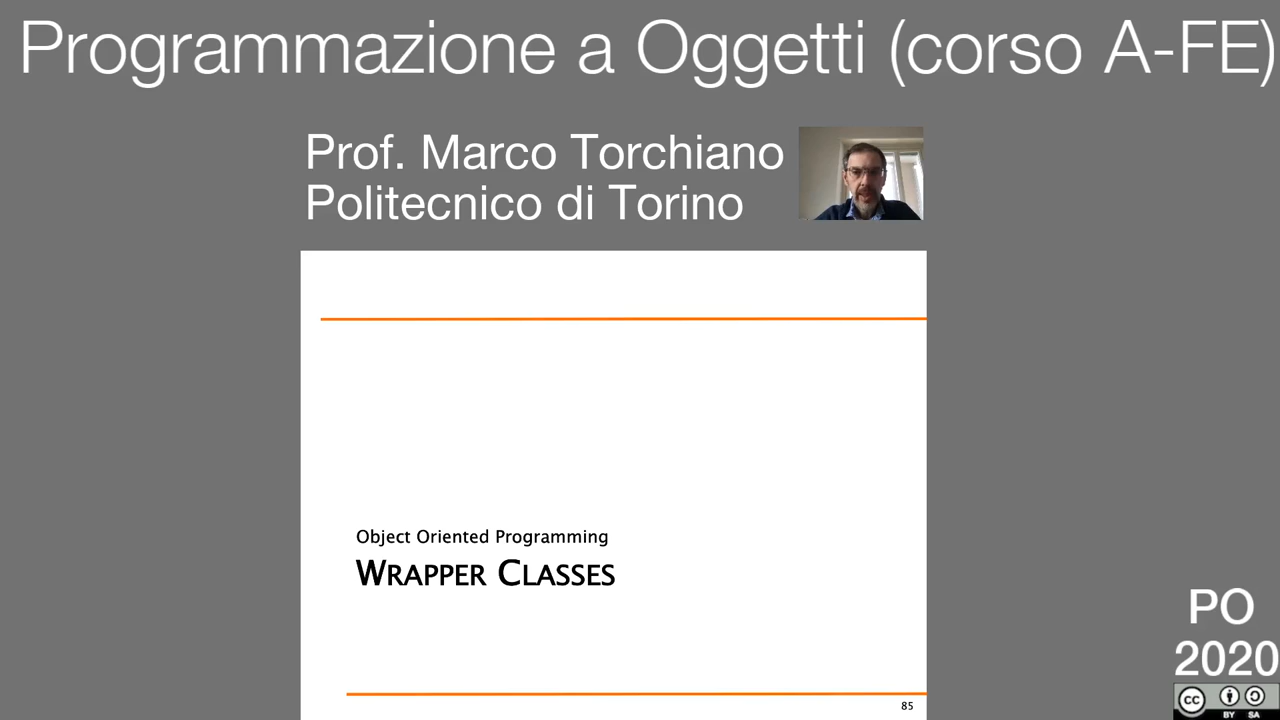 Programmazione a Oggetti (corso A-FE)
Prof. Marco Torchiano
Politecnico di Torino
Object Oriented Programming
WRAPPER CLASSES
85
PO
2020
CC
BY SA